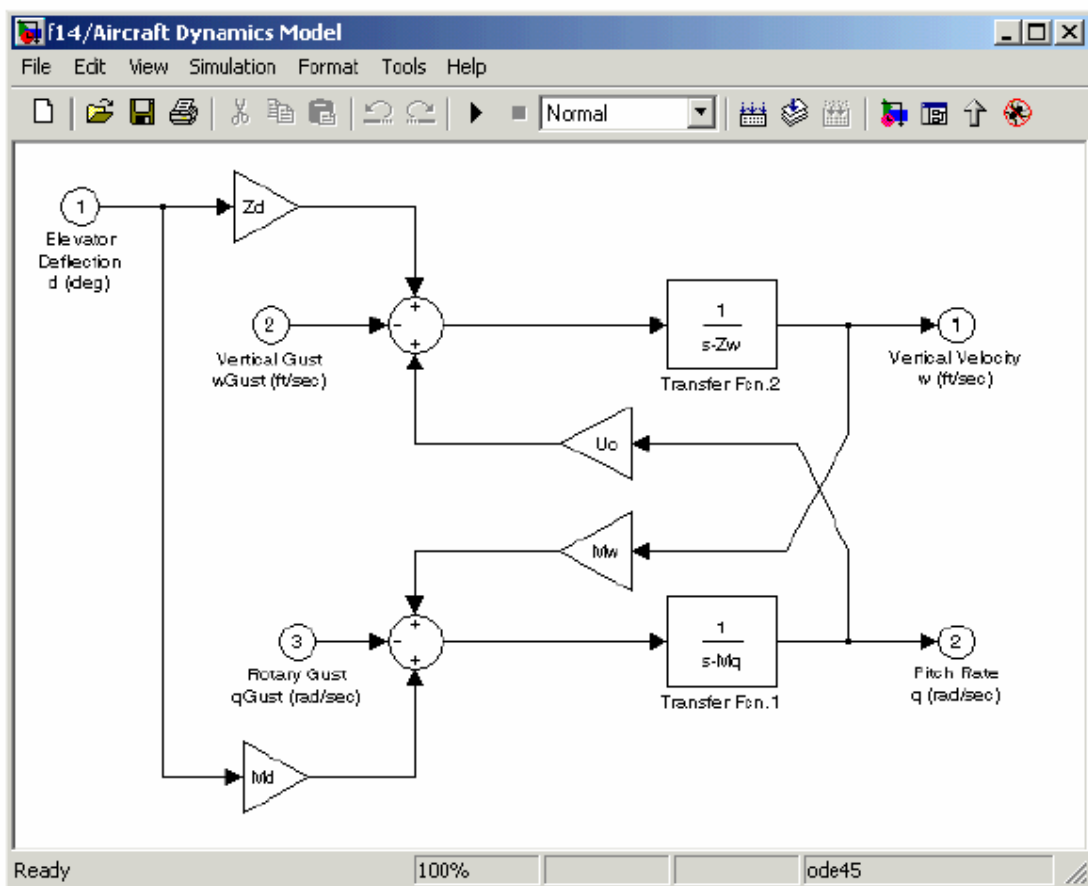 f14/Aircraft Dynamics Model
File Edit View Simulation Format Tools Help
Normal
1
Elevator
Deflection
d (deg)
Zd
2
Vertical Gust
wGust (ft/sec)
+
-
+
1
s-Zw
Transfer Fcn.2
1
Vertical Velocity
w (ft/sec)
Uo
Mw
3
Rotary Gust
qGust (rad/sec)
+
-
+
1
s-Mq
Transfer Fcn.1
2
Pitch Rate
q (rad/sec)
Md
Ready 100% ode45